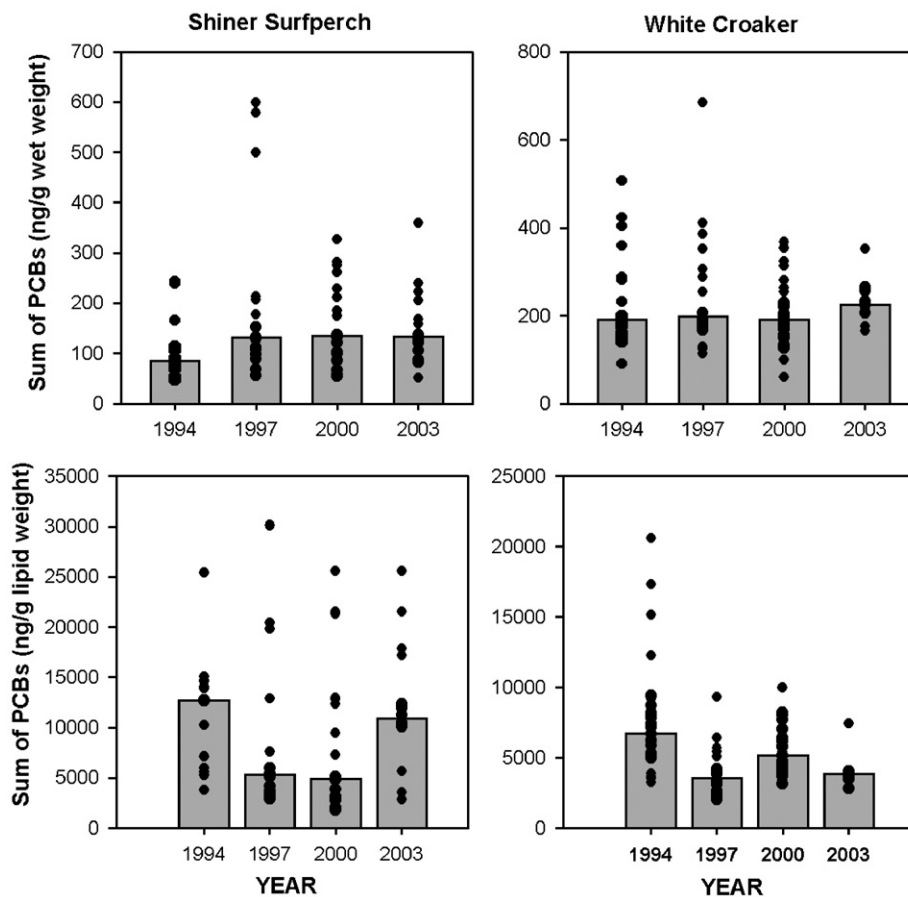 Shiner Surfperch
White Croaker
Sum of PCBs (ng/g wet weight)
700
600
500
400
300
200
100
0
1994 1997 2000 2003
800
600
400
200
0
1994 1997 2000 2003
Sum of PCBs (ng/g lipid weight)
35000
30000
25000
20000
15000
10000
5000
0
1994 1997 2000 2003
YEAR
25000
20000
15000
10000
5000
0
1994 1997 2000 2003
YEAR